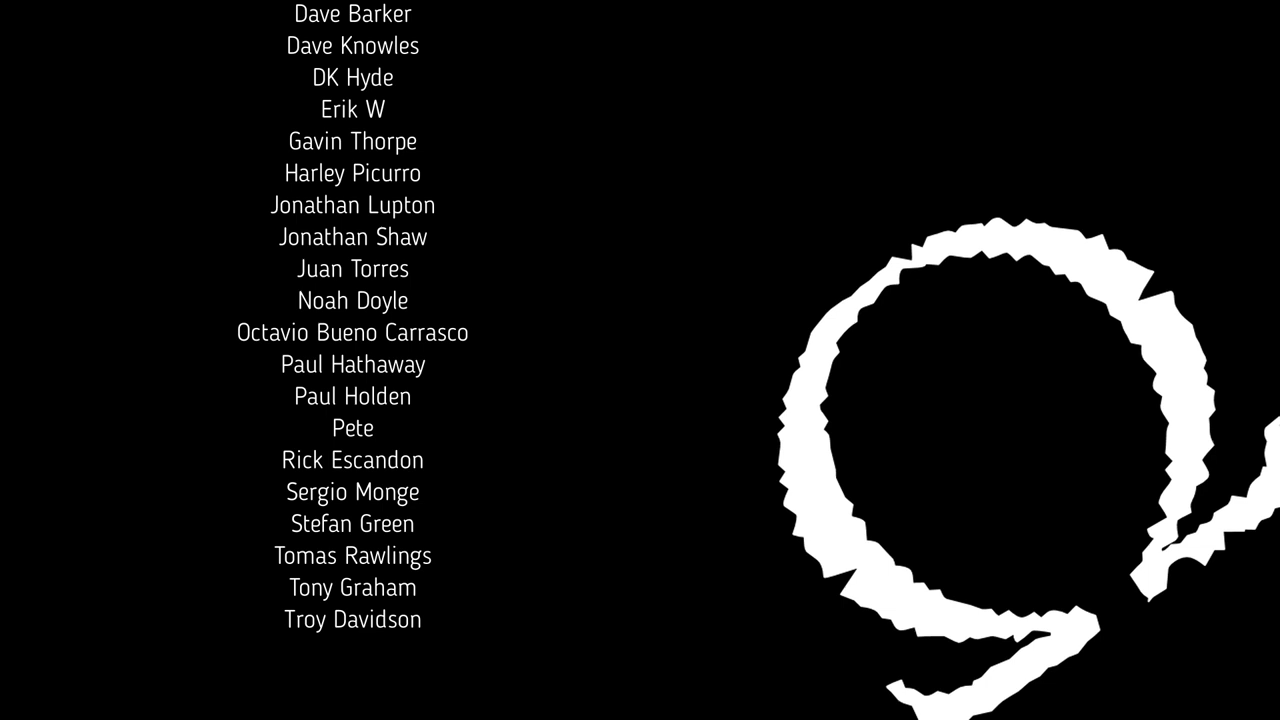 Dave Barker
Dave Knowles
DK Hyde
Erik W
Gavin Thorpe
Harley Picurro
Jonathan Lupton
Jonathan Shaw
Juan Torres
Noah Doyle
Octavio Bueno Carrasco
Paul Hathaway
Paul Holden
Pete
Rick Escandon
Sergio Monge
Stefan Green
Tomas Rawlings
Tony Graham
Troy Davidson